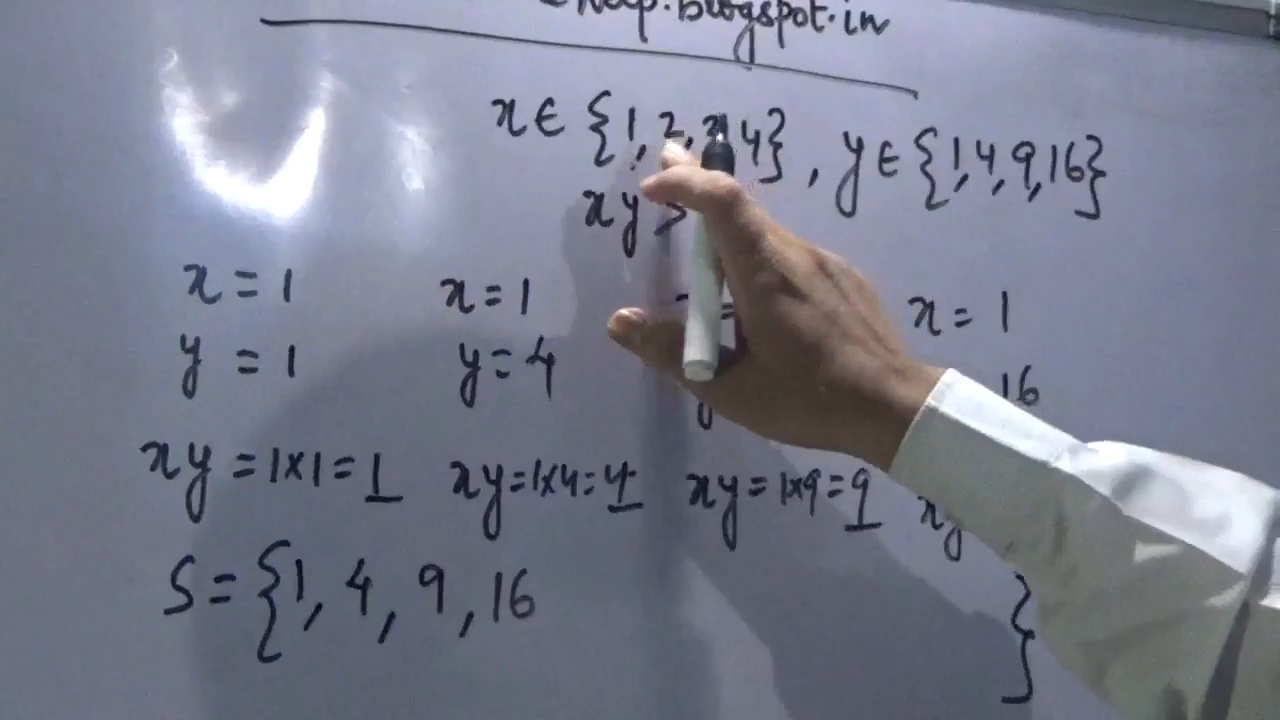 .blogspot.in
x ∈ {1, 2, 3, 4} , y ∈ {1, 4, 9, 16}
xy >
x = 1 x = 1 = x = 1
y = 1 y = 4 y 16
xy = 1×1 = 1 xy = 1×4 = 4 xy = 1×9 = 9 xy
S = {1, 4, 9, 16 }